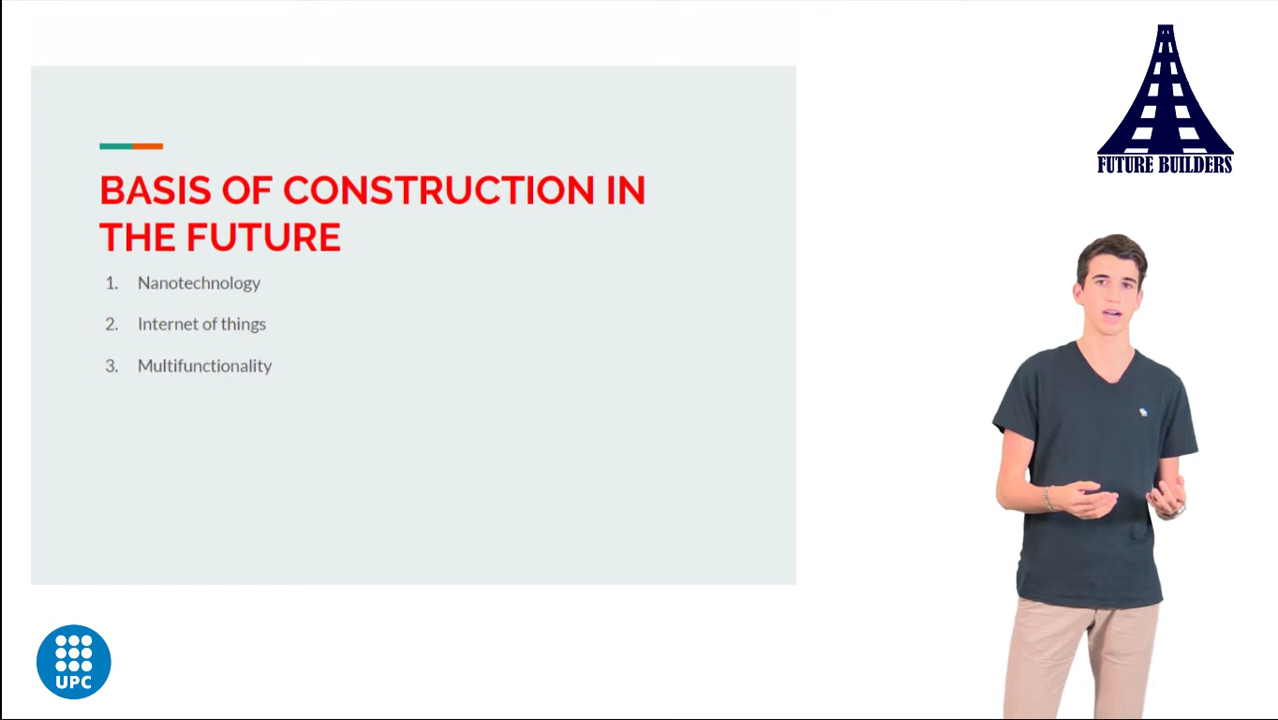 BASIS OF CONSTRUCTION IN
THE FUTURE
1. Nanotechnology
2. Internet of things
3. Multifunctionality
FUTURE BUILDERS
UPC